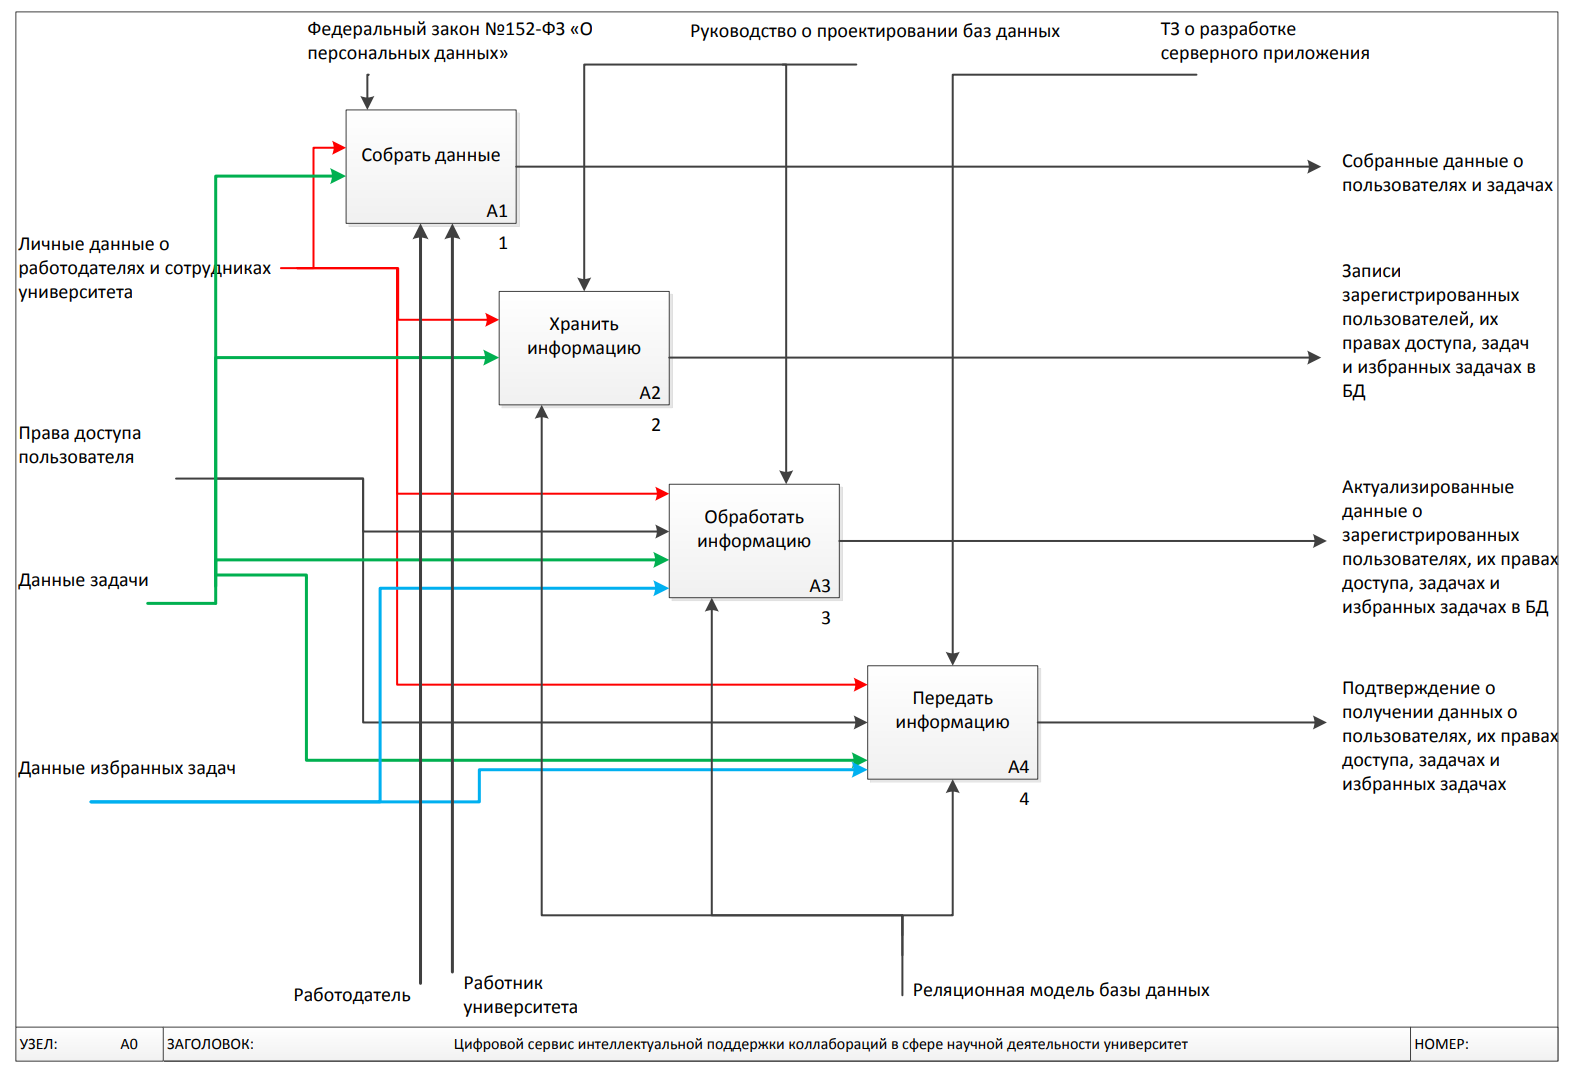 Федеральный закон №152-ФЗ «О
персональных данных»
Руководство о проектировании баз данных
ТЗ о разработке
серверного приложения
Собрать данные
A1
1
Собранные данные о
пользователях и задачах
Личные данные о
работодателях и сотрудниках
университета
Хранить
информацию
A2
2
Записи
зарегистрированных
пользователей, их
правах доступа, задач
и избранных задачах в
БД
Права доступа
пользователя
Обработать
информацию
A3
3
Актуализированные
данные о
зарегистрированных
пользователях, их правах
доступа, задачах и
избранных задачах в БД
Данные задачи
Передать
информацию
A4
4
Подтверждение о
получении данных о
пользователях, их правах
доступа, задачах и
избранных задачах
Данные избранных задач
Работодатель
Работник
университета
Реляционная модель базы данных
УЗЕЛ: A0
ЗАГОЛОВОК: Цифровой сервис интеллектуальной поддержки коллабораций в сфере научной деятельности университет
НОМЕР: